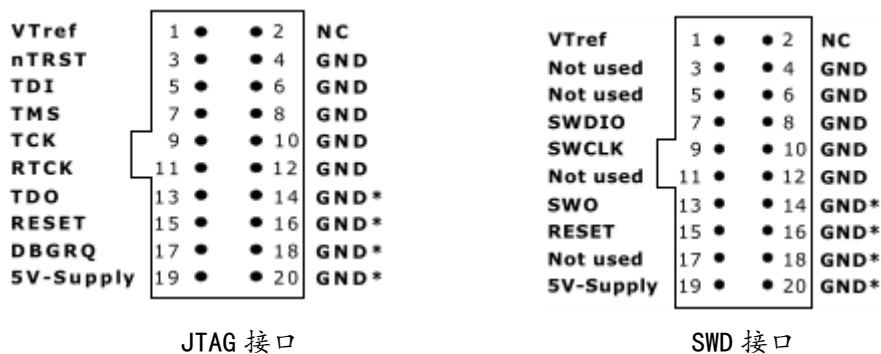 VTref 1 2 NC
nTRST 3 4 GND
TDI 5 6 GND
TMS 7 8 GND
TCK 9 10 GND
RTCK 11 12 GND
TDO 13 14 GND*
RESET 15 16 GND*
DBGRQ 17 18 GND*
5V-Supply 19 20 GND*
JTAG 接口
VTref 1 2 NC
Not used 3 4 GND
Not used 5 6 GND
SWDIO 7 8 GND
SWCLK 9 10 GND
Not used 11 12 GND
SWO 13 14 GND*
RESET 15 16 GND*
Not used 17 18 GND*
5V-Supply 19 20 GND*
SWD 接口